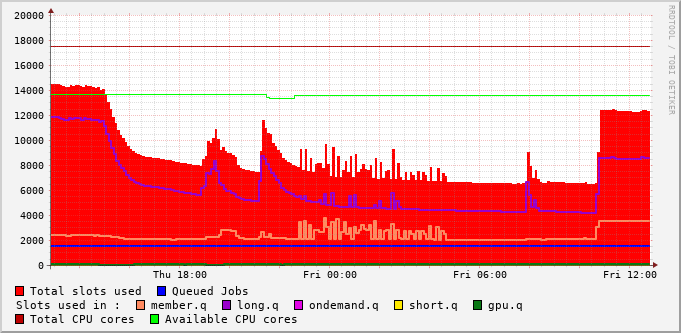 20000
18000
16000
14000
12000
10000
8000
6000
4000
2000
0
Thu 18:00 Fri 00:00 Fri 06:00 Fri 12:00
Total slots used Queued Jobs
Slots used in : member.q long.q ondemand.q short.q gpu.q
Total CPU cores Available CPU cores
RRDTOOL / TOBI OETIKER